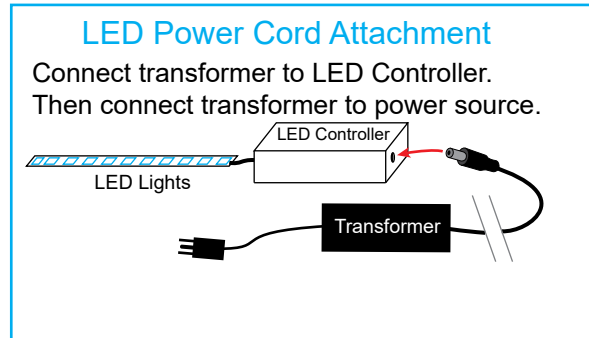 LED Power Cord Attachment
Connect transformer to LED Controller.
Then connect transformer to power source.
LED Controller
LED Lights
Transformer